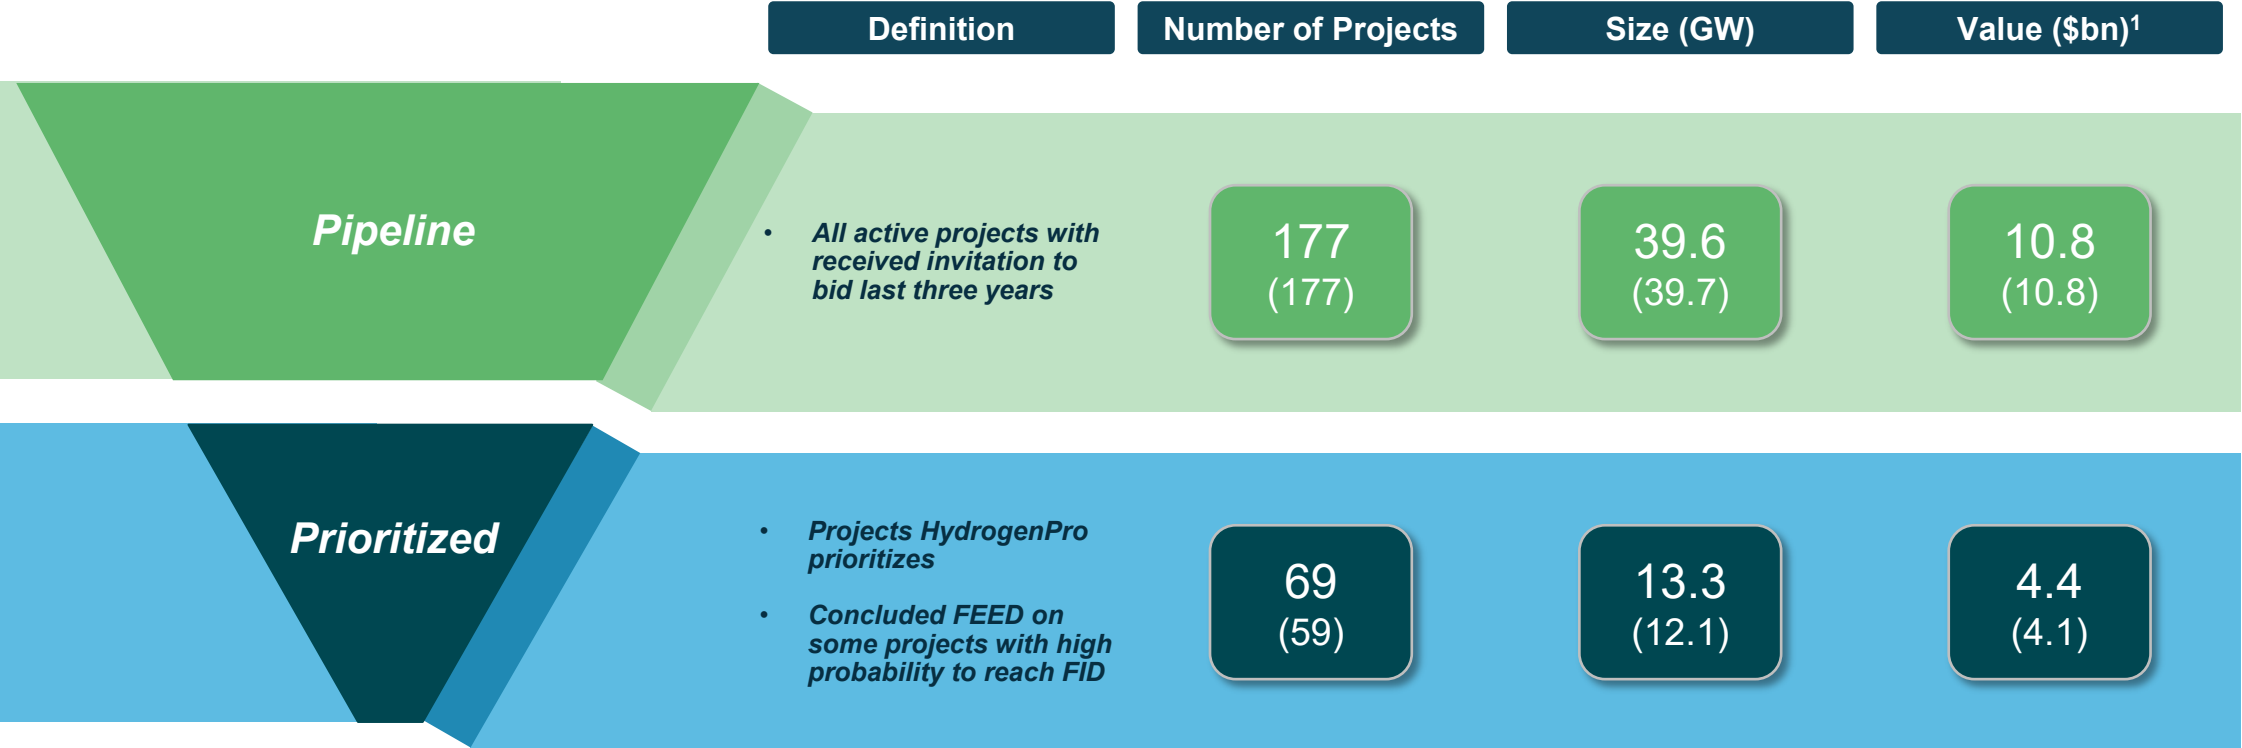 Definition
Number of Projects
Size (GW)
Value ($bn)¹
Pipeline
• All active projects with
received invitation to
bid last three years
177
(177)
39.6
(39.7)
10.8
(10.8)
Prioritized
• Projects HydrogenPro
prioritizes
• Concluded FEED on
some projects with high
probability to reach FID
69
(59)
13.3
(12.1)
4.4
(4.1)